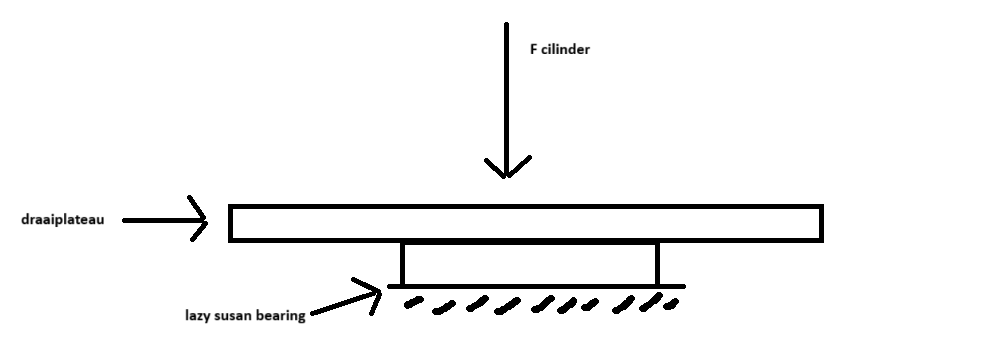 F cilinder
draaiplateau
lazy susan bearing